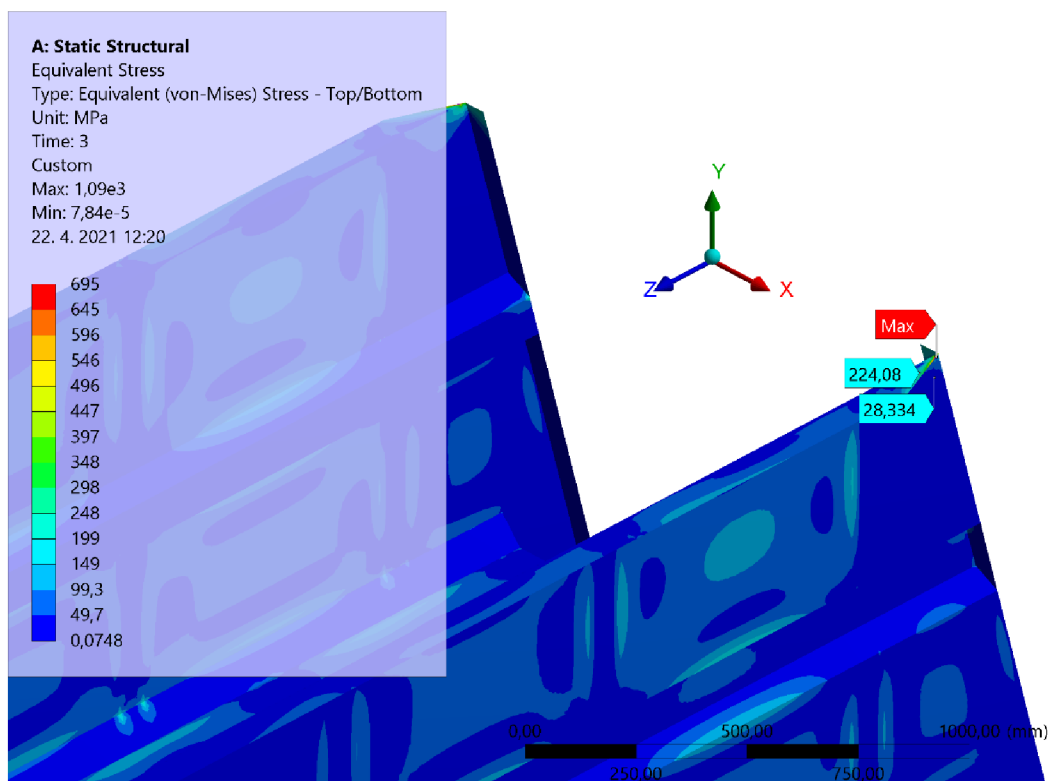 A: Static Structural
Equivalent Stress
Type: Equivalent (von-Mises) Stress - Top/Bottom
Unit: MPa
Time: 3
Custom
Max: 1,09e3
Min: 7,84e-5
22. 4. 2021 12:20
695
645
596
546
496
447
397
348
298
248
199
149
99,3
49,7
0,0748
Y
Z
X
Max
224,08
28,334
0,00
500,00
1000,00 (mm)
250,00
750,00